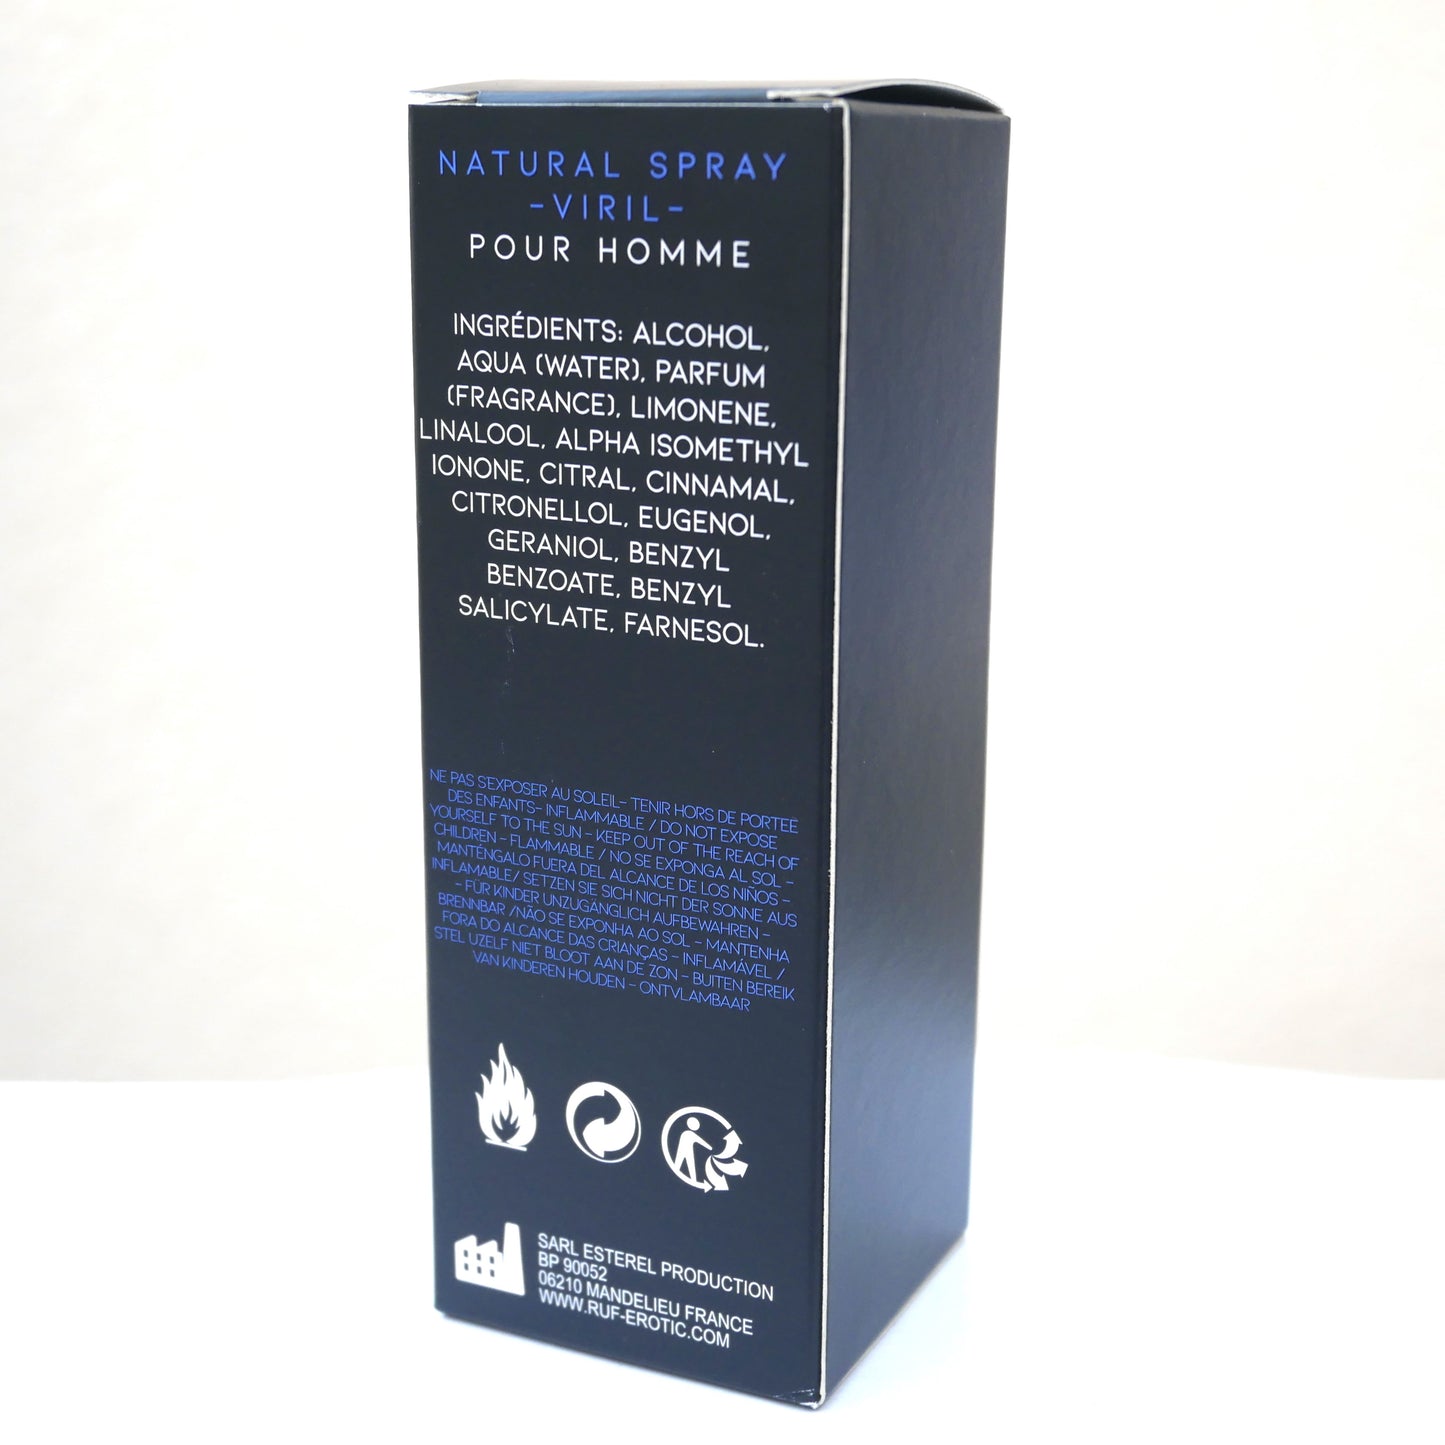 NATURAL SPRAY
-VIRIL-
POUR HOMME
INGRÉDIENTS: ALCOHOL,
AQUA (WATER), PARFUM
(FRAGRANCE), LIMONENE,
LINALOOL, ALPHA ISOMETHYL
IONONE, CITRAL, CINNAMAL,
CITRONELLOL, EUGENOL,
GERANIOL, BENZYL
BENZOATE, BENZYL
SALICYLATE, FARNESOL.
NE PAS S'EXPOSER AU SOLEIL- TENIR HORS DE PORTEE
DES ENFANTS- INFLAMMABLE / DO NOT EXPOSE
YOURSELF TO THE SUN - KEEP OUT OF THE REACH OF
CHILDREN - FLAMMABLE / NO SE EXPONGA AL SOL -
MANTÉNGALO FUERA DEL ALCANCE DE LOS NIÑOS -
INFLAMABLE/ SETZEN SIE SICH NICHT DER SONNE AUS
- FÜR KINDER UNZUGÄNGLICH AUFBEWAHREN -
BRENNBAR /NÃO SE EXPONHA AO SOL - MANTENHA
FORA DO ALCANCE DAS CRIANÇAS - INFLAMÁVEL /
STEL UZELF NIET BLOOT AAN DE ZON - BUITEN BEREIK
VAN KINDEREN HOUDEN - ONTVLAMBAAR
SARL ESTEREL PRODUCTION
BP 90052
06210 MANDELIEU FRANCE
WWW.RUF-EROTIC.COM